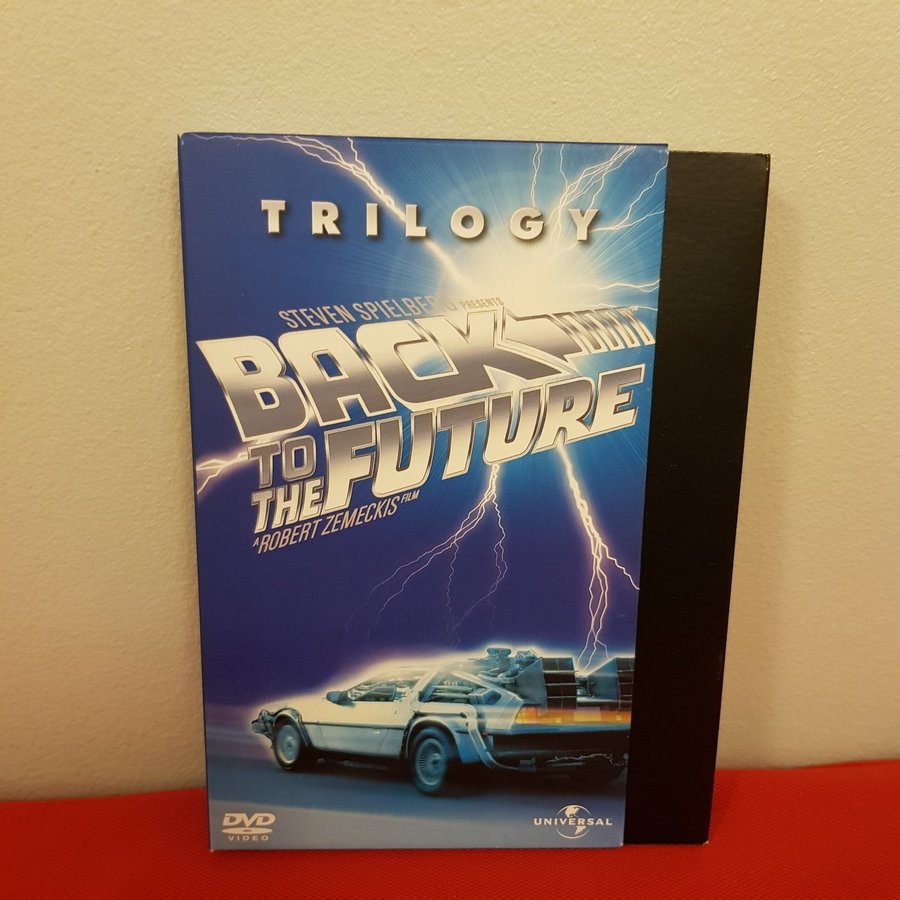 TRILOGY
STEVEN SPIELBERG PRESENTS
BACK
TO THE FUTURE
A ROBERT ZEMECKIS FILM
DVD
VIDEO
UNIVERSAL